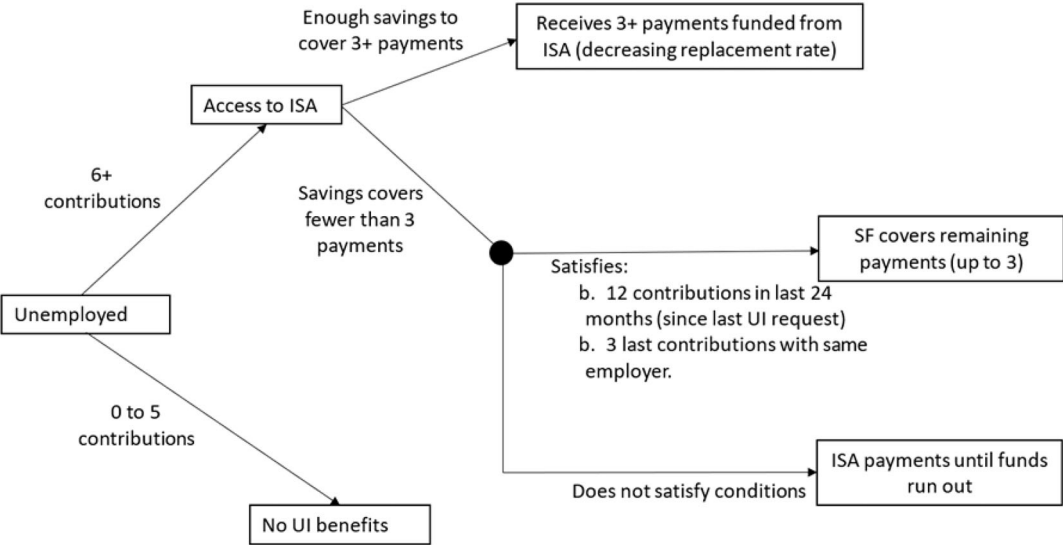 Enough savings to
cover 3+ payments
Receives 3+ payments funded from
ISA (decreasing replacement rate)
Access to ISA
6+
contributions
Savings covers
fewer than 3
payments
SF covers remaining
payments (up to 3)
Satisfies:
b. 12 contributions in last 24
months (since last UI request)
b. 3 last contributions with same
employer.
Unemployed
0 to 5
contributions
ISA payments until funds
run out
Does not satisfy conditions
No UI benefits